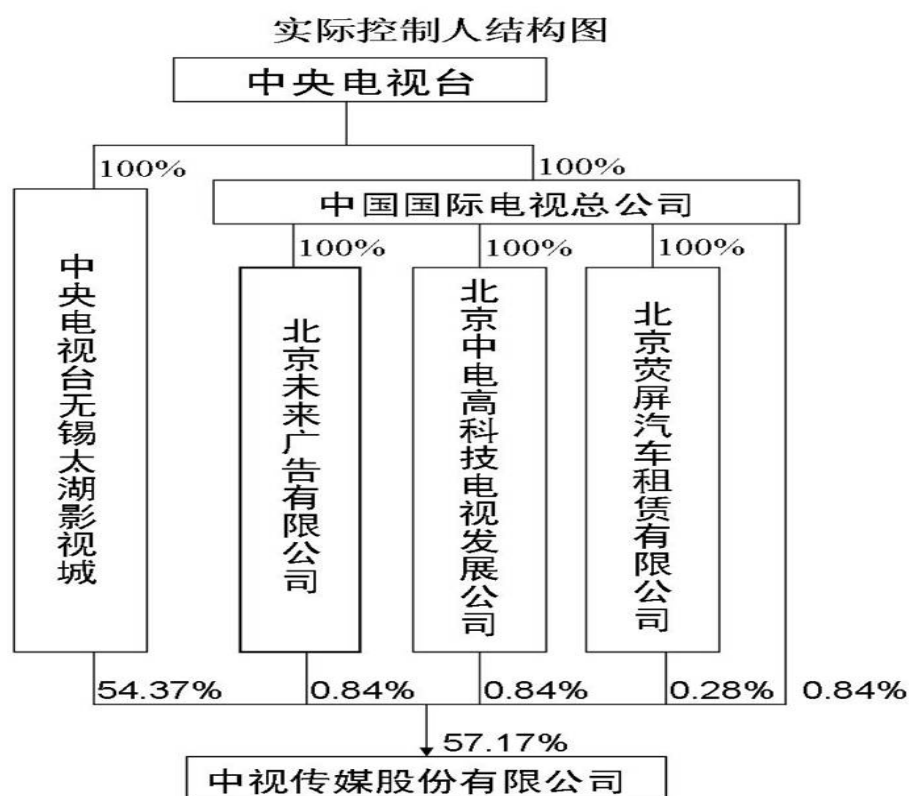 实际控制人结构图
中央电视台
100%
100%
中国国际电视总公司
100%
100%
100%
中央电视台无锡太湖影视城
北京未来广告有限公司
北京中电高科技电视发展公司
北京荧屏汽车租赁有限公司
54.37%
0.84%
0.84%
0.28%
0.84%
57.17%
中视传媒股份有限公司